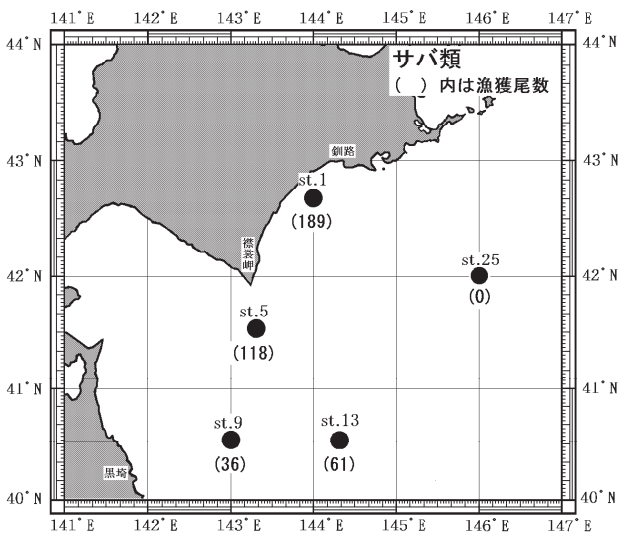 141° E 142° E 143° E 144° E 145° E 146° E 147° E
44° N 44° N
サバ類
( ) 内は漁獲尾数
43° N 43° N
釧路
st.1
(189)
襟裳岬
st.25
42° N 42° N
(0)
st.5
(118)
41° N 41° N
st.9 st.13
(36) (61)
黒埼
40° N 40° N
141° E 142° E 143° E 144° E 145° E 146° E 147° E